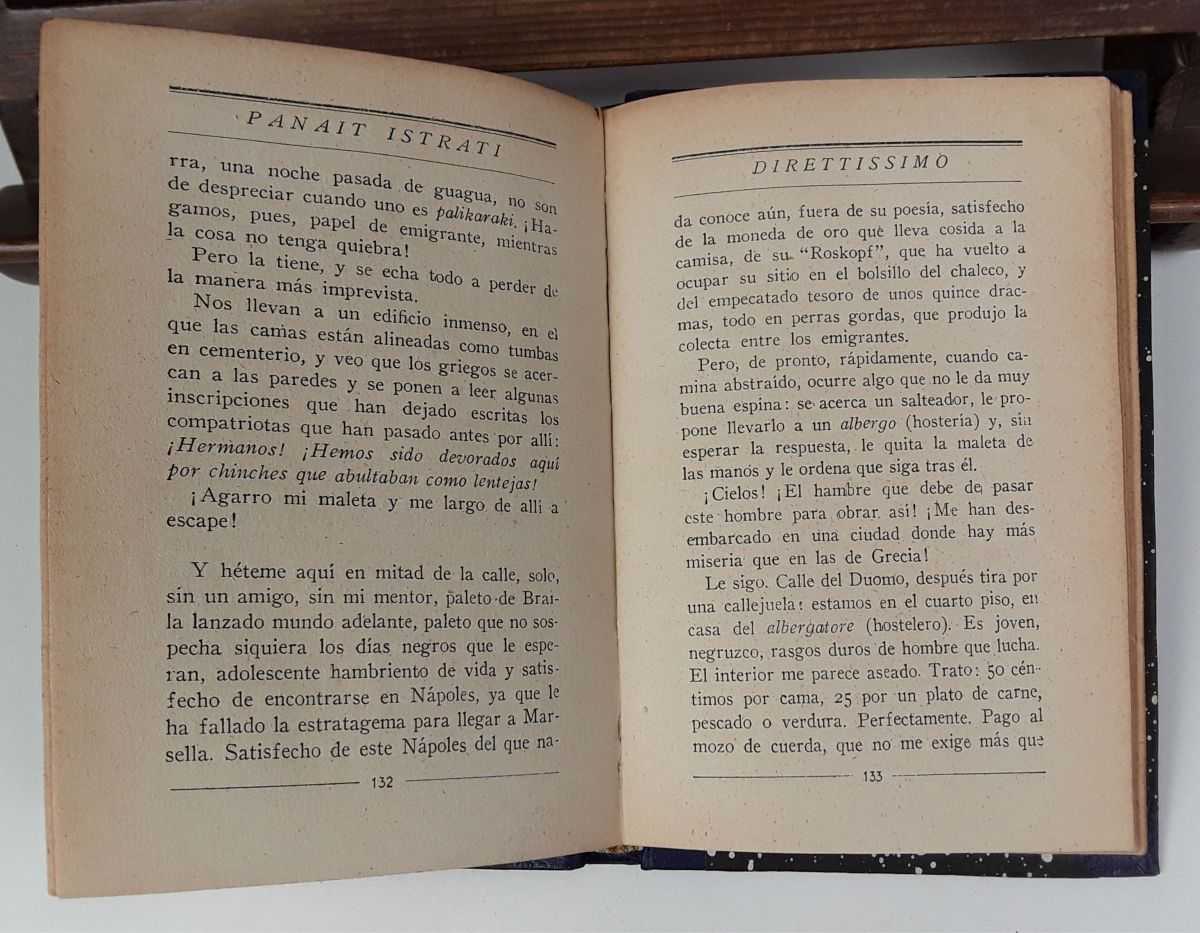 PANAIT ISTRATI
rra, una noche pasada de guagua, no son
de despreciar cuando uno es palikaraki. ¡Ha-
gamos, pues, papel de emigrante, mientras
la cosa no tenga quiebra!
Pero la tiene, y se echa todo a perder de
la manera más imprevista.
Nos llevan a un edificio inmenso, en el
que las camas están alineadas como tumbas
en cementerio, y veo que los griegos se acer-
can a las paredes y se ponen a leer algunas
inscripciones que han dejado escritas los
compatriotas que han pasado antes por allí:
¡Hermanos! ¡Hemos sido devorados aquí
por chinches que abultaban como lentejas!
¡Agarro mi maleta y me largo de allí a
escape!
Y héteme aquí en mitad de la calle, solo,
sin un amigo, sin mi mentor, paleto de Brai-
la lanzado mundo adelante, paleto que no sos-
pecha siquiera los días negros que le espe-
ran, adolescente hambriento de vida y satis-
fecho de encontrarse en Nápoles, ya que le
ha fallado la estratagema para llegar a Mar-
sella. Satisfecho de este Nápoles del que na-
132
DIRETTISSIMO
da conoce aún, fuera de su poesía, satisfecho
de la moneda de oro que lleva cosida a la
camisa, de su "Roskopf", que ha vuelto a
ocupar su sitio en el bolsillo del chaleco, y
del empecatado tesoro de unos quince drac-
mas, todo en perras gordas, que produjo la
colecta entre los emigrantes.
Pero, de pronto, rápidamente, cuando ca-
mina abstraído, ocurre algo que no le da muy
buena espina: se acerca un salteador, le pro-
pone llevarlo a un albergo (hostería) y, sin
esperar la respuesta, le quita la maleta de
las manos y le ordena que siga tras él.
¡Cielos! ¡El hambre que debe de pasar
este hombre para obrar así! ¡Me han des-
embarcado en una ciudad donde hay más
miseria que en las de Grecia!
Le sigo. Calle del Duomo, después tira por
una callejuela: estamos en el cuarto piso, en
casa del albergatore (hostelero). Es joven,
negruzco, rasgos duros de hombre que lucha.
El interior me parece aseado. Trato: 50 cén-
timos por cama, 25 por un plato de carne,
pescado o verdura. Perfectamente. Pago al
mozo de cuerda, que no me exige más que
133